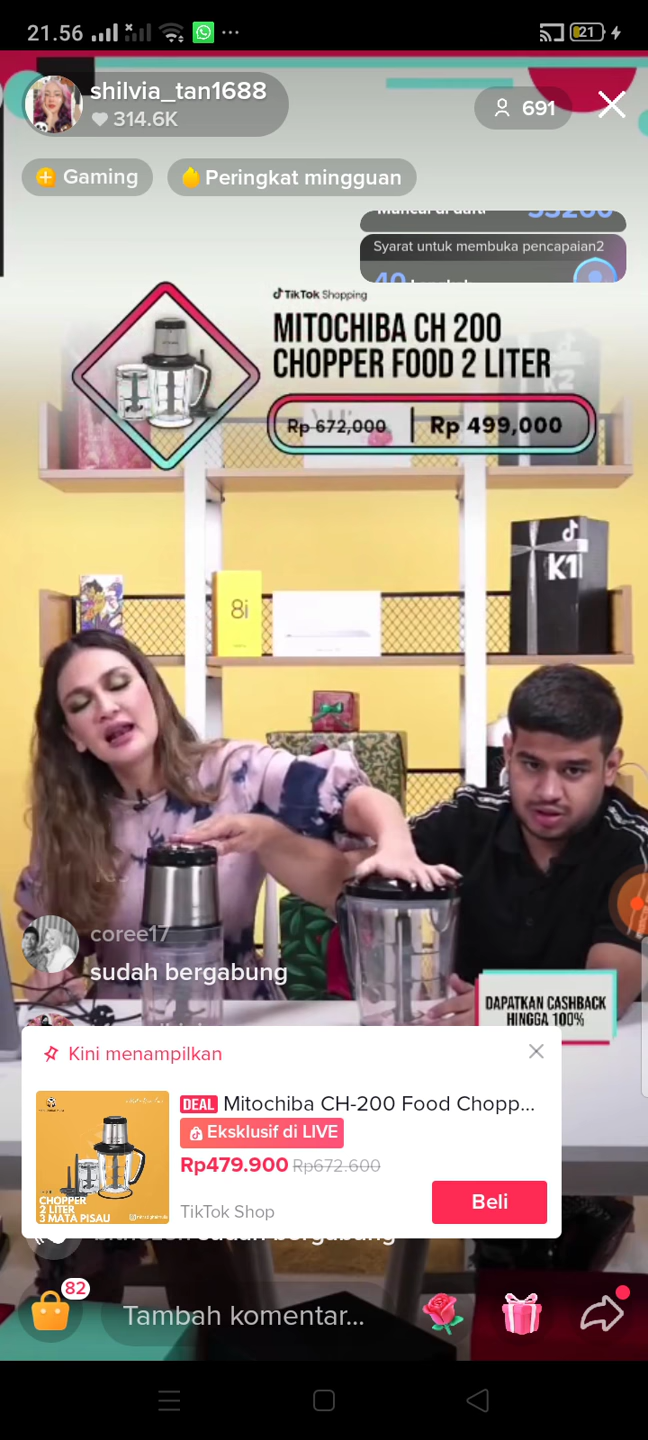 21.56
21
shilvia_tan1688
314.6K
691
Gaming
Peringkat mingguan
Syarat untuk membuka pencapaian2
40
TikTok Shopping
MITOCHIBA CH 200
CHOPPER FOOD 2 LITER
Rp 672,000 | Rp 499,000
K1
8i
coree17
sudah bergabung
DAPATKAN CASHBACK
HINGGA 100%
Kini menampilkan
DEAL Mitochiba CH-200 Food Chopp...
Eksklusif di LIVE
Rp479.900 Rp672.600
CHOPPER
2 LITER
3 MATA PISAU
TikTok Shop
Beli
sudah bergabung
82
Tambah komentar...